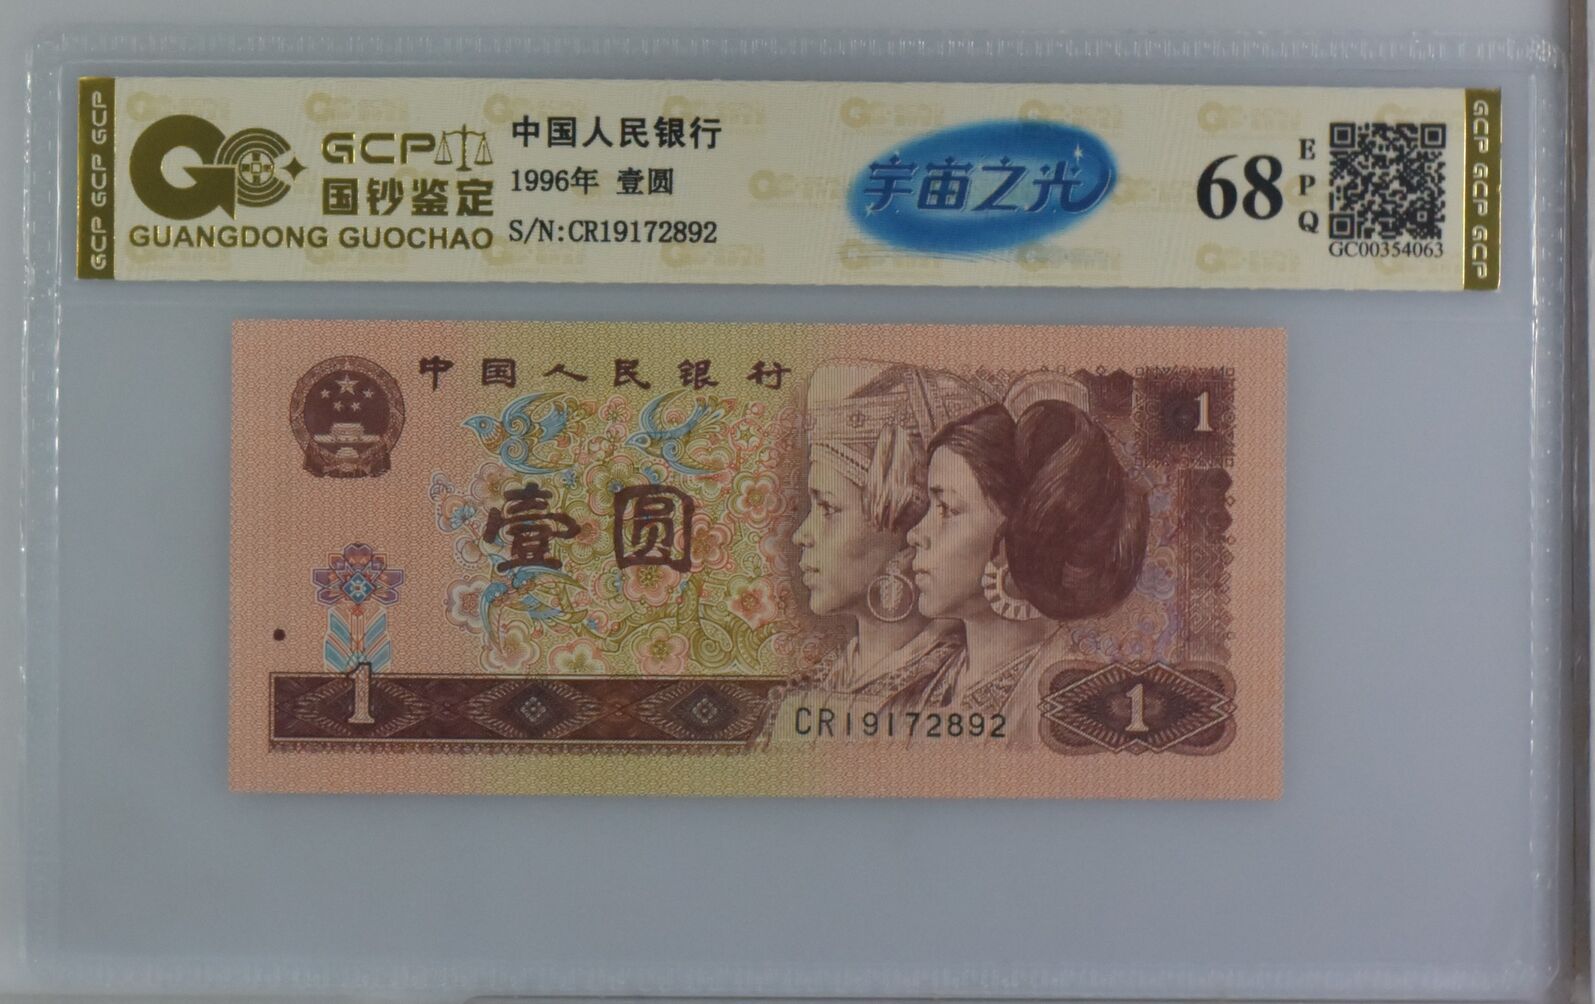 GCP GCP GCP
GCP
国钞鉴定
GUANGDONG GUOCHAO
中国人民银行
1996年 壹圆
S/N:CR19172892
宇宙之光
68
EPQ
GC00354063
GCP GCP GCP
中国人民银行
1
壹圆
1
CR19172892
1